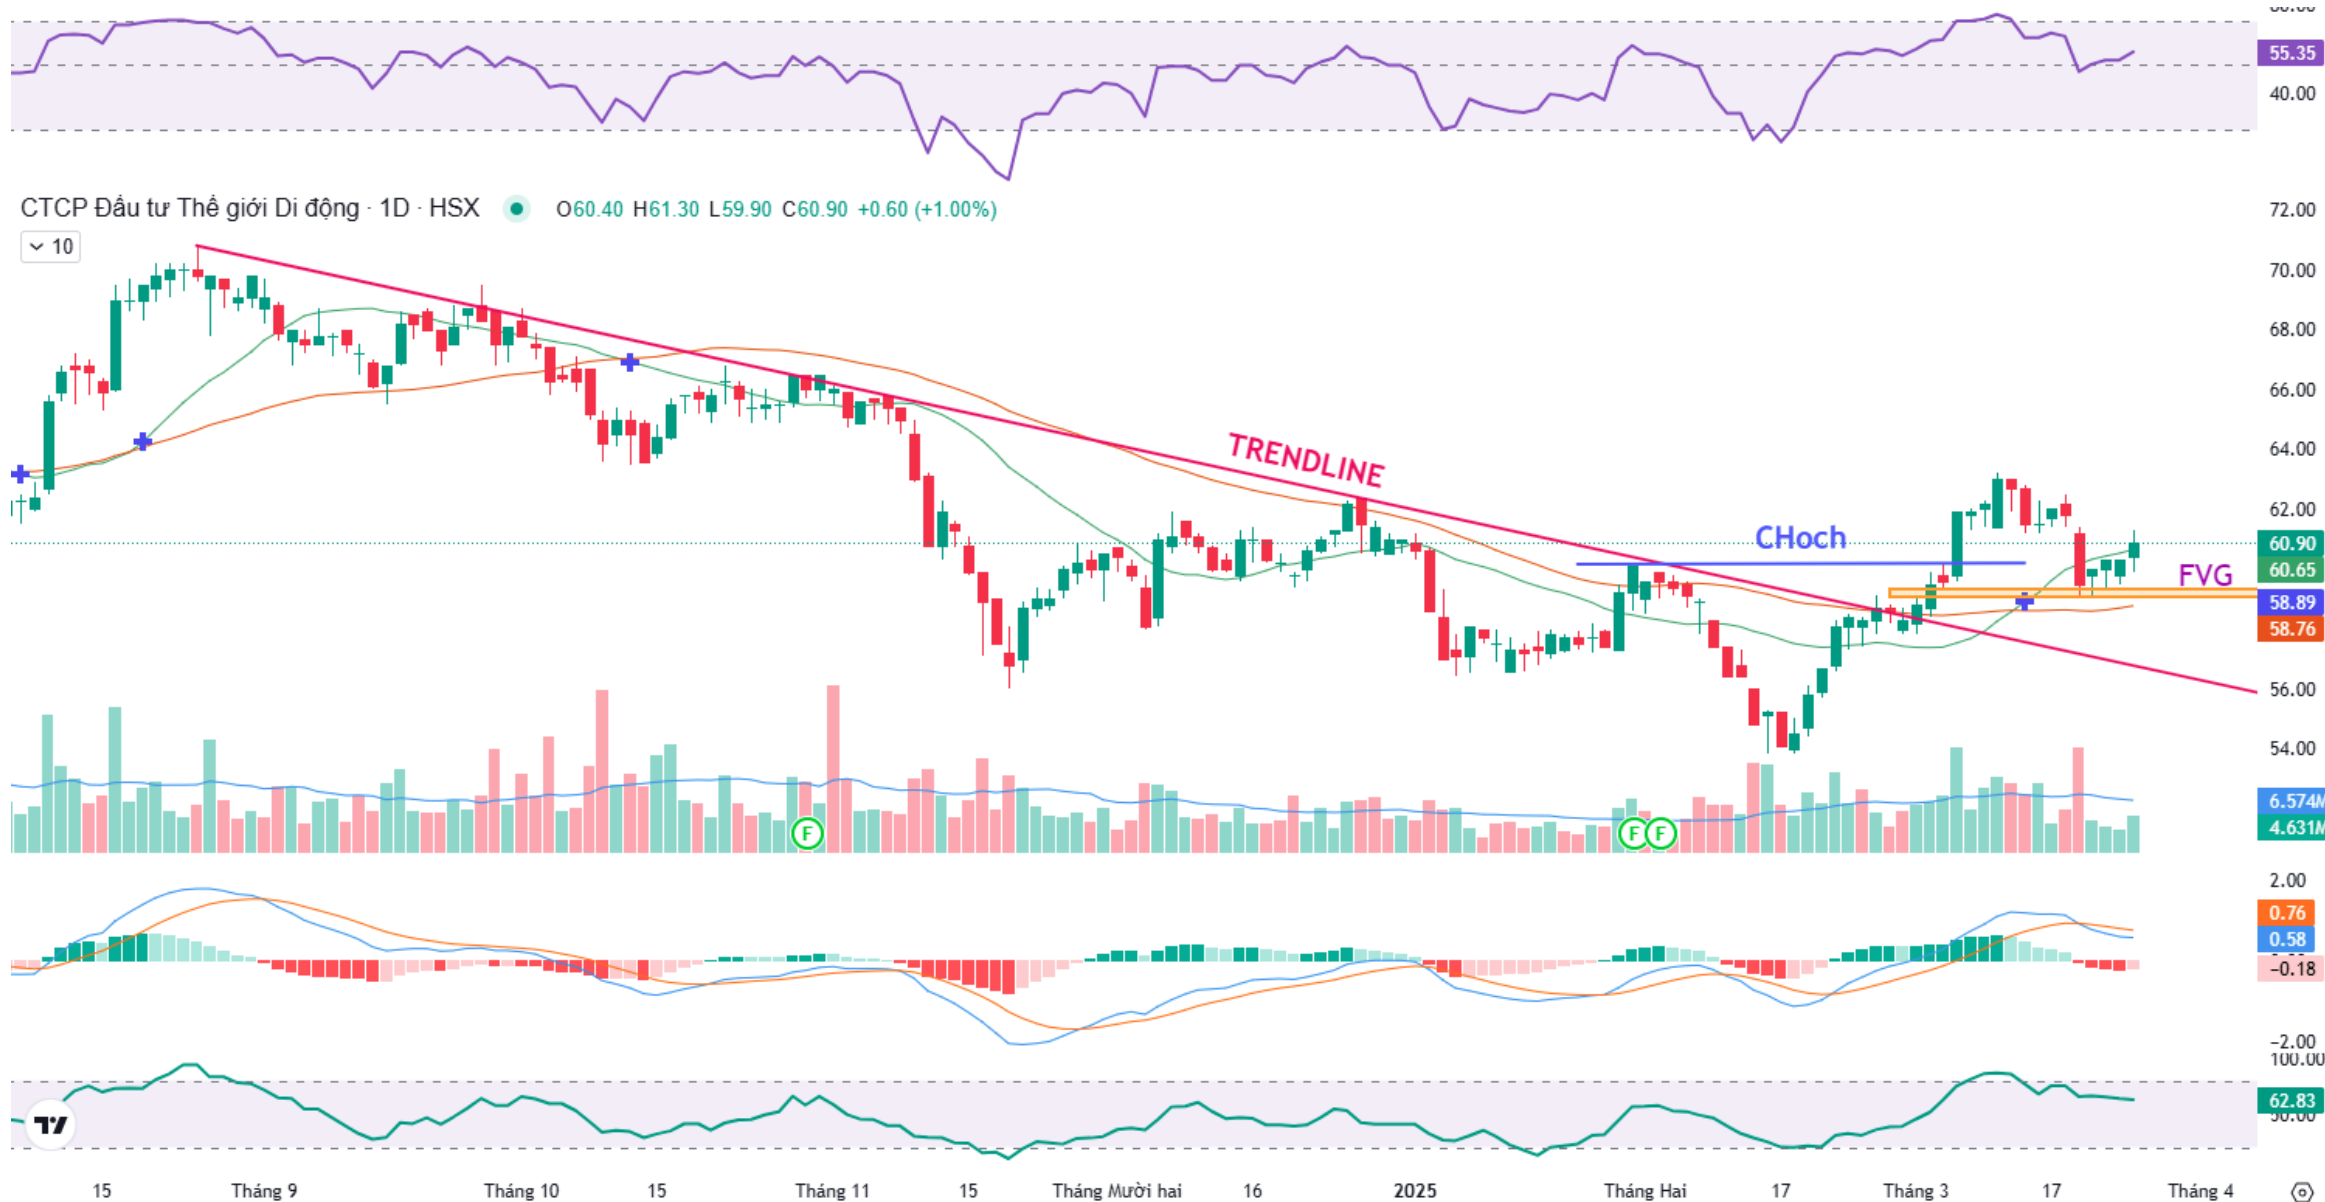 55.35
40.00
CTCP Đầu tư Thế giới Di động · 1D · HSX O60.40 H61.30 L59.90 C60.90 +0.60 (+1.00%)
10
72.00
70.00
68.00
66.00
64.00
62.00
60.90
60.65
58.89
58.76
56.00
54.00
TRENDLINE
CHoch
FVG
F
F
F
6.574M
4.631M
2.00
0.76
0.58
−0.18
−2.00
100.00
62.83
15 Tháng 9 Tháng 10 15 Tháng 11 15 Tháng Mười hai 16 2025 Tháng Hai 17 Tháng 3 17 Tháng 4